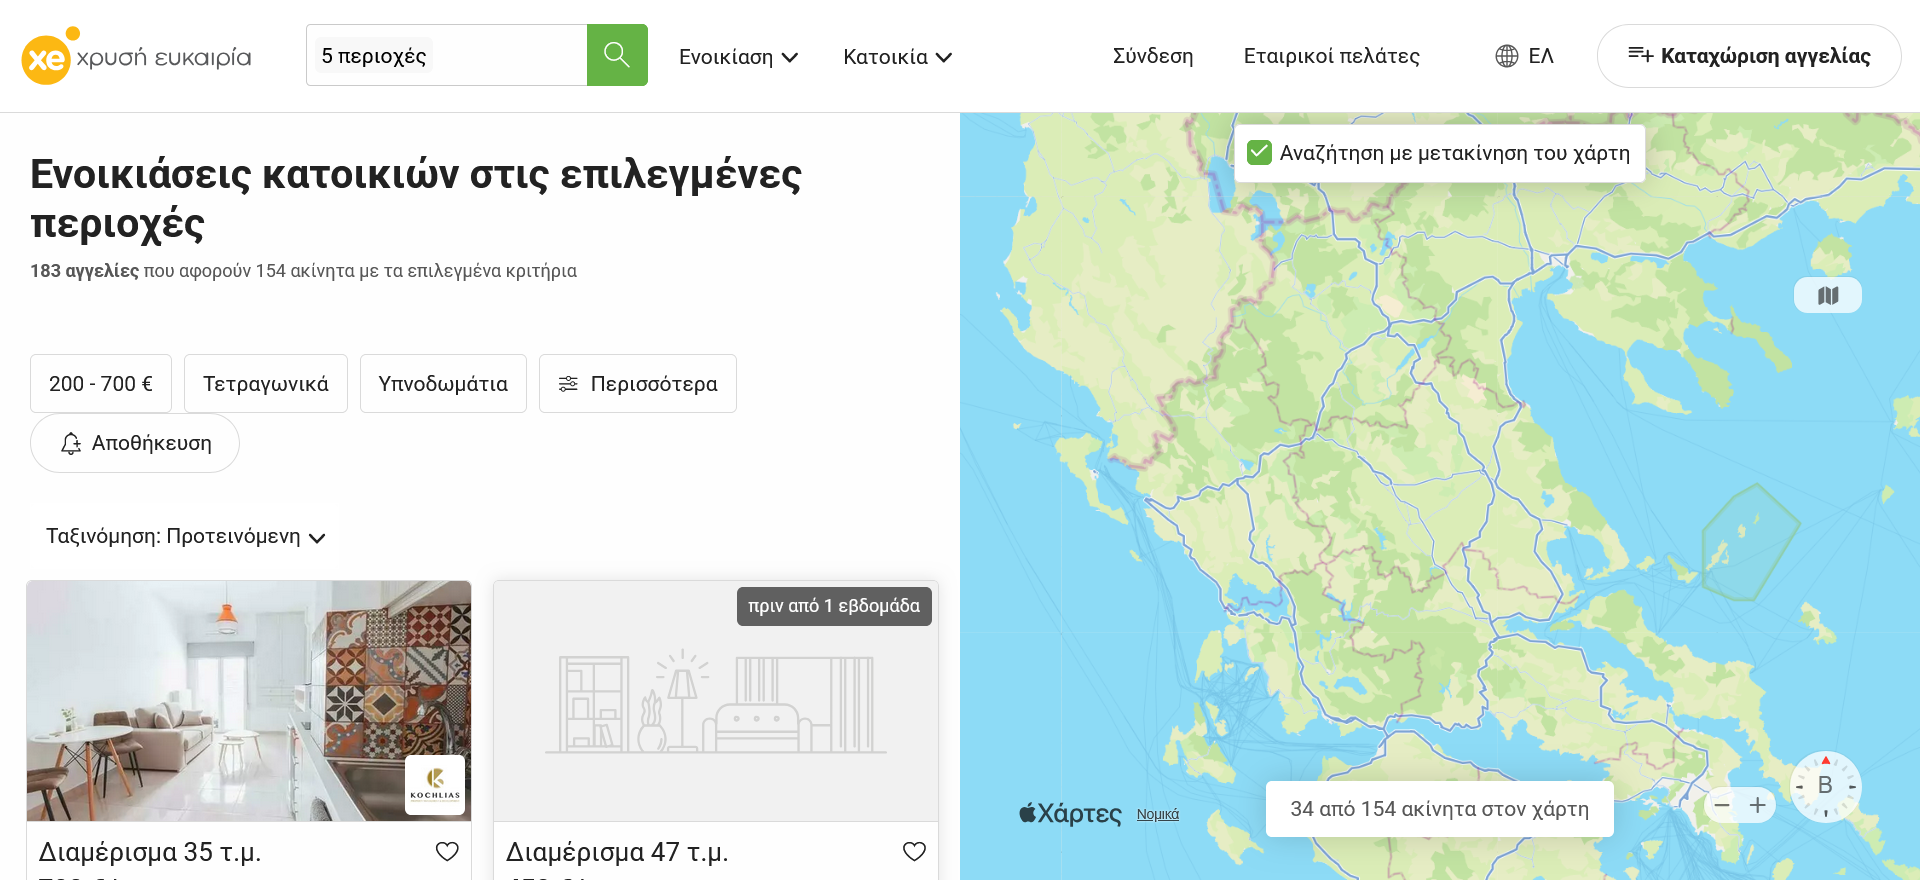 xe χρυσή ευκαιρία
5 περιοχές
Ενοικίαση
Κατοικία
Σύνδεση
Εταιρικοί πελάτες
ΕΛ
Καταχώριση αγγελίας
Ενοικιάσεις κατοικιών στις επιλεγμένες
περιοχές
183 αγγελίες που αφορούν 154 ακίνητα με τα επιλεγμένα κριτήρια
200 - 700 €
Τετραγωνικά
Υπνοδωμάτια
Περισσότερα
Αποθήκευση
Ταξινόμηση: Προτεινόμενη
KOCHLIAS
Διαμέρισμα 35 τ.μ.
πριν από 1 εβδομάδα
Διαμέρισμα 47 τ.μ.
Αναζήτηση με μετακίνηση του χάρτη
Χάρτες
Νομικά
34 από 154 ακίνητα στον χάρτη
Β